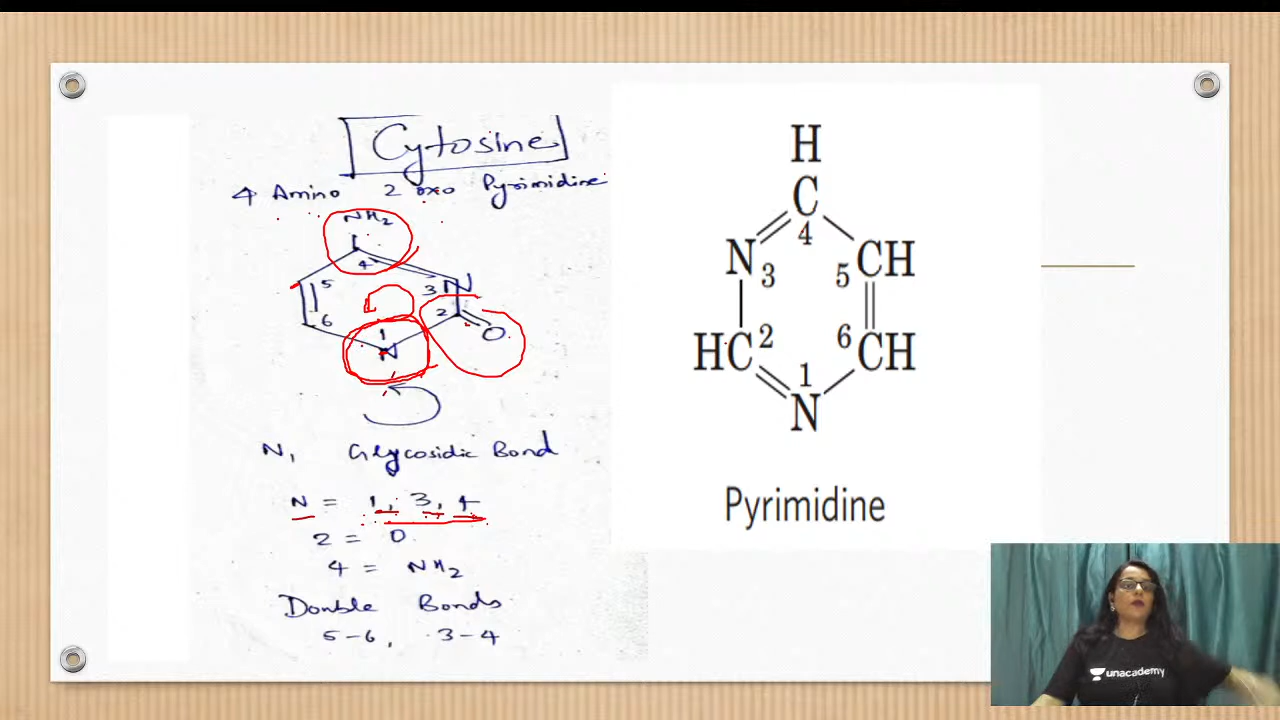 Cytosine
4 Amino 2 oxo Pyrimidine
NH2
4
5
3 N
2
6
1
N
O
N1 Glycosidic Bond
N = 1, 3, 4
2 = O
4 = NH2
Double Bonds
5-6, 3-4
H
C
4
N 3
5 CH
HC 2
6 CH
1
N
Pyrimidine
unacademy